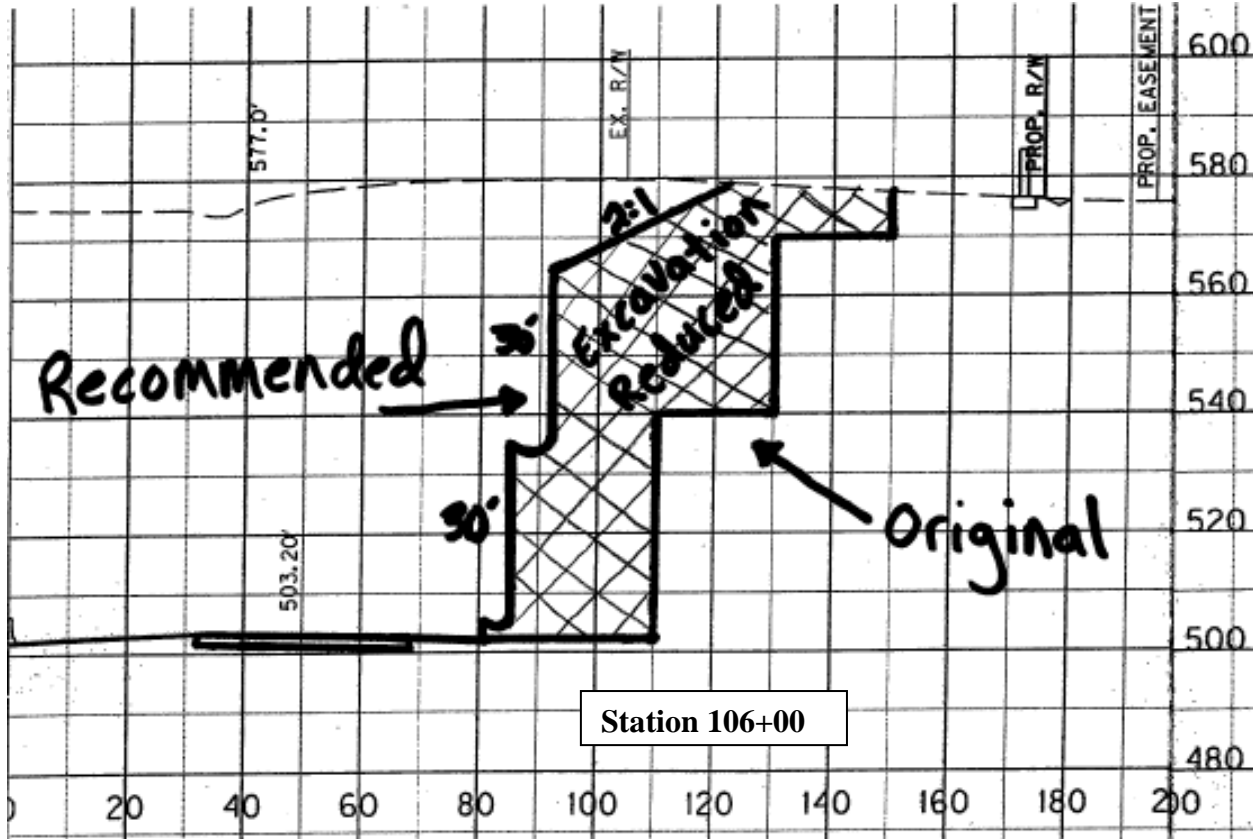 600
EX. R/W
PROP. R/W
PROP. EASEMENT
577.0'
580
2:1
Excavation
Reduced
560
30'
Recommended
540
Original
30'
520
503.20'
500
Station 106+00
480
0 20 40 60 80 100 120 140 160 180 200